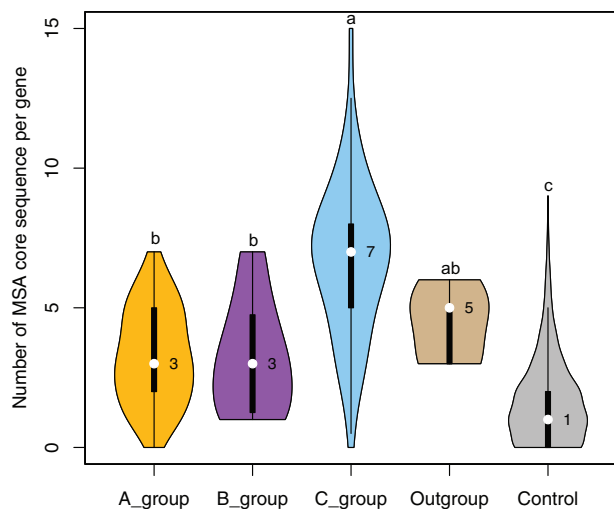 Number of MSA core sequence per gene
15
10
5
0
a
b
b
ab
c
3
3
7
5
1
A_group B_group C_group Outgroup Control